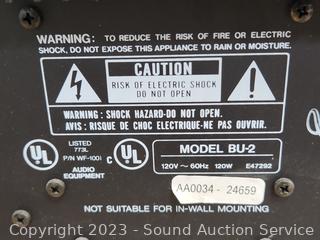 WARNING: TO REDUCE THE RISK OF FIRE OR ELECTRIC
SHOCK, DO NOT EXPOSE THIS APPLIANCE TO RAIN OR MOISTURE.
CAUTION
RISK OF ELECTRIC SHOCK
DO NOT OPEN
WARNING : SHOCK HAZARD-DO NOT OPEN.
AVIS : RISQUE DE CHOC ELECTRIQUE-NE PAS OUVRIR.
UL
LISTED
773L
P/N WF-1001
AUDIO
EQUIPMENT
C UL
MODEL BU-2
120V ~ 60Hz 120W E47292
AA0034 - 24659
NOT SUITABLE FOR IN-WALL MOUNTING
Copyright 2023 - Sound Auction Service